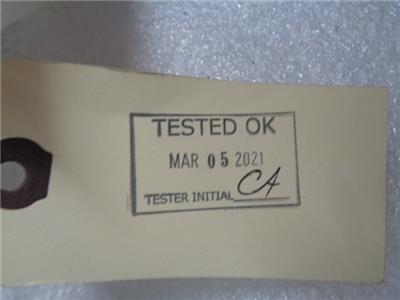 TESTED OK
MAR 05 2021
TESTER INITIAL CA